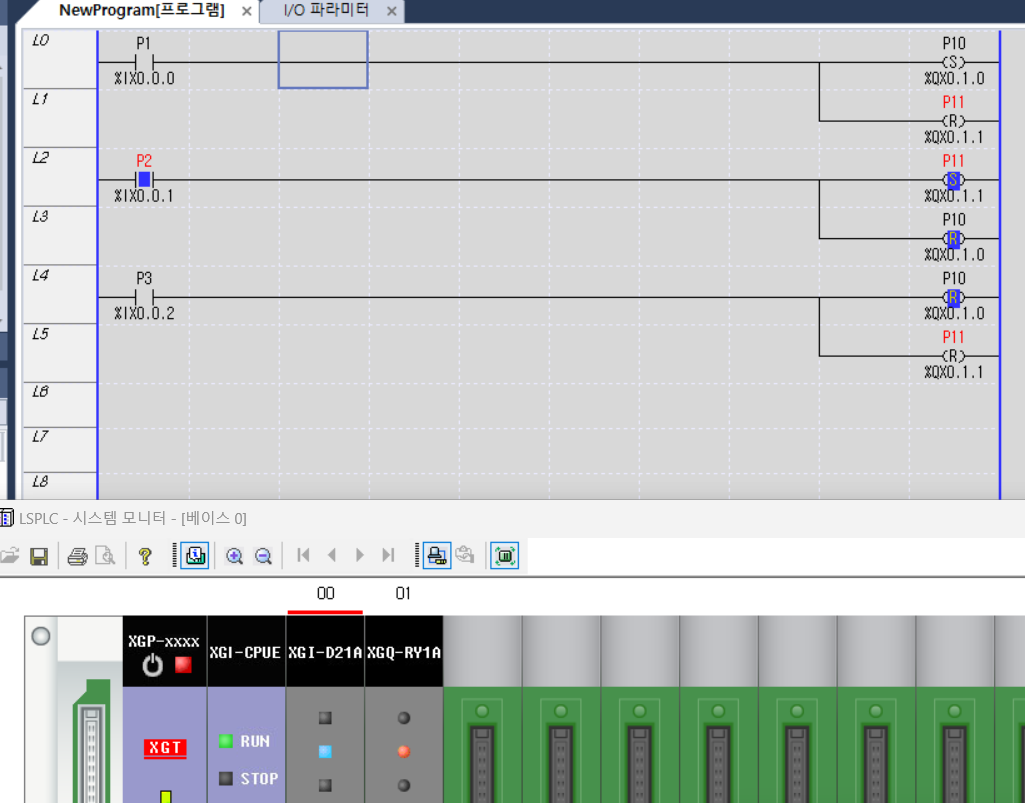 NewProgram[프로그램] × I/O 파라미터 ×
L0 P1 P10
(S)
%IX0.0.0 %QX0.1.0
L1 P11
(R)
%QX0.1.1
L2 P2 P11
(S)
%IX0.0.1 %QX0.1.1
L3 P10
(R)
%QX0.1.0
L4 P3 P10
(R)
%IX0.0.2 %QX0.1.0
L5 P11
(R)
%QX0.1.1
L6
L7
L8
LSPLC - 시스템 모니터 - [베이스 0]
00 01
XGP-xxxx XGI-CPUE XGI-D21A XGQ-RY1A
XGT RUN
STOP